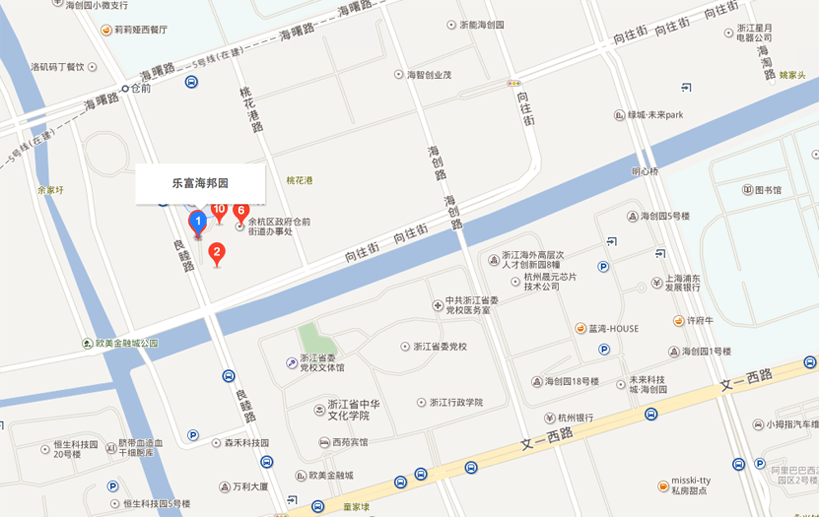 海创园小微支行
莉莉娅西餐厅
海曙路
向往街
向往街
浙能海创园
浙江星月
电器公司
洛矶码丁餐饮
海曙路
5号线(在建)
海智创业茂
海淘路
姚家头
仓前
海曙路
桃花港路
向往街
绿城·未来park
5号线(在建)
海创路
明心桥
余家圩
乐富海邦园
桃花港
图书馆
10
6
1
海创路
海创园5号楼
余杭区政府仓前
街道办事处
向往街
向往街
2
良睦路
浙江海外高层次
人才创新园8幢
杭州晟元芯片
技术公司
上海浦东
发展银行
中共浙江省委
党校医务室
许府牛
蓝湾-HOUSE
欧美金融城公园
浙江省委党校
海创园1号楼
浙江省委
党校文体馆
文一西路
海创园18号楼
未来科技
城·海创园
良睦路
浙江省中华
文化学院
浙江行政学院
杭州银行
文一西路
小拇指汽车维
恒生科技园
20号楼
脐带血造血
干细胞库
森禾科技园
西苑宾馆
阿里巴巴西溪
园区2号楼
欧美金融城
misski-tty
私房甜点
万利大厦
恒生科技园5号楼
童家埭